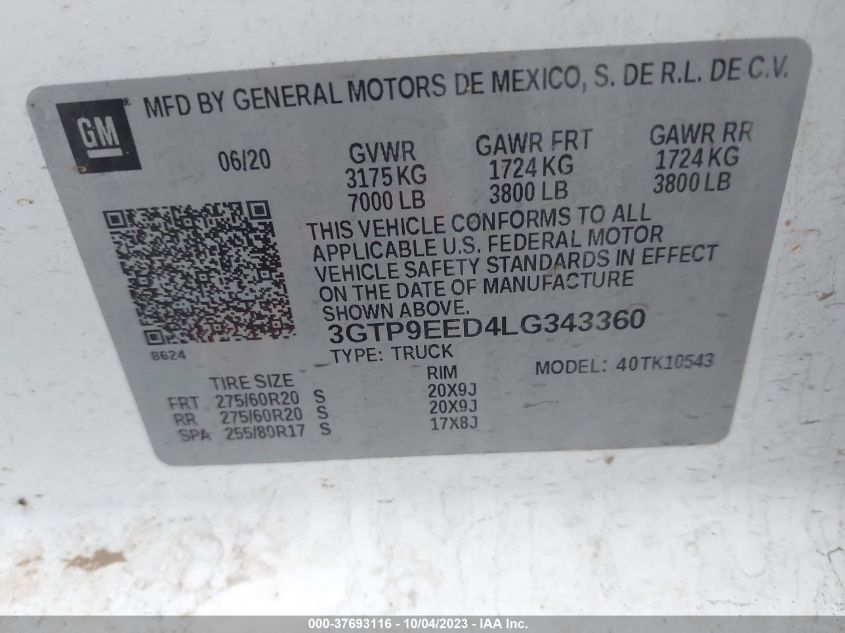 MFD BY GENERAL MOTORS DE MEXICO, S. DE R.L. DE C.V.
GM
06/20
GVWR
3175 KG
7000 LB
GAWR FRT
1724 KG
3800 LB
GAWR RR
1724 KG
3800 LB
THIS VEHICLE CONFORMS TO ALL
APPLICABLE U.S. FEDERAL MOTOR
VEHICLE SAFETY STANDARDS IN EFFECT
ON THE DATE OF MANUFACTURE
SHOWN ABOVE.
3GTP9EED4LG343360
8624
TYPE: TRUCK
MODEL: 40TK10543
TIRE SIZE RIM
FRT 275/60R20 S 20X9J
RR 275/60R20 S 20X9J
SPA 255/80R17 S 17X8J
000-37693116 - 10/04/2023 - IAA Inc.